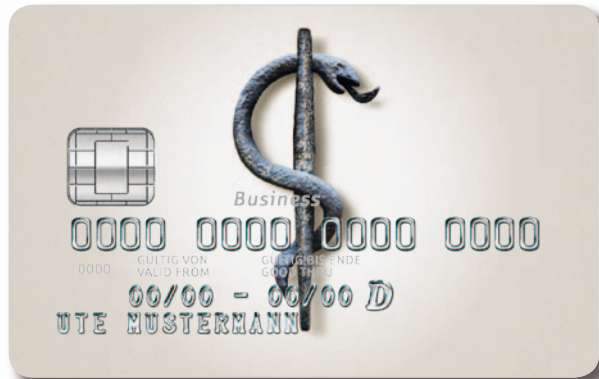 Business
0000 0000 0000 0000
0000 GÜLTIG VON VALID FROM GÜLTIG BIS ENDE GOOD THRU
00/00 - 00/00 D
UTE MUSTERMANN